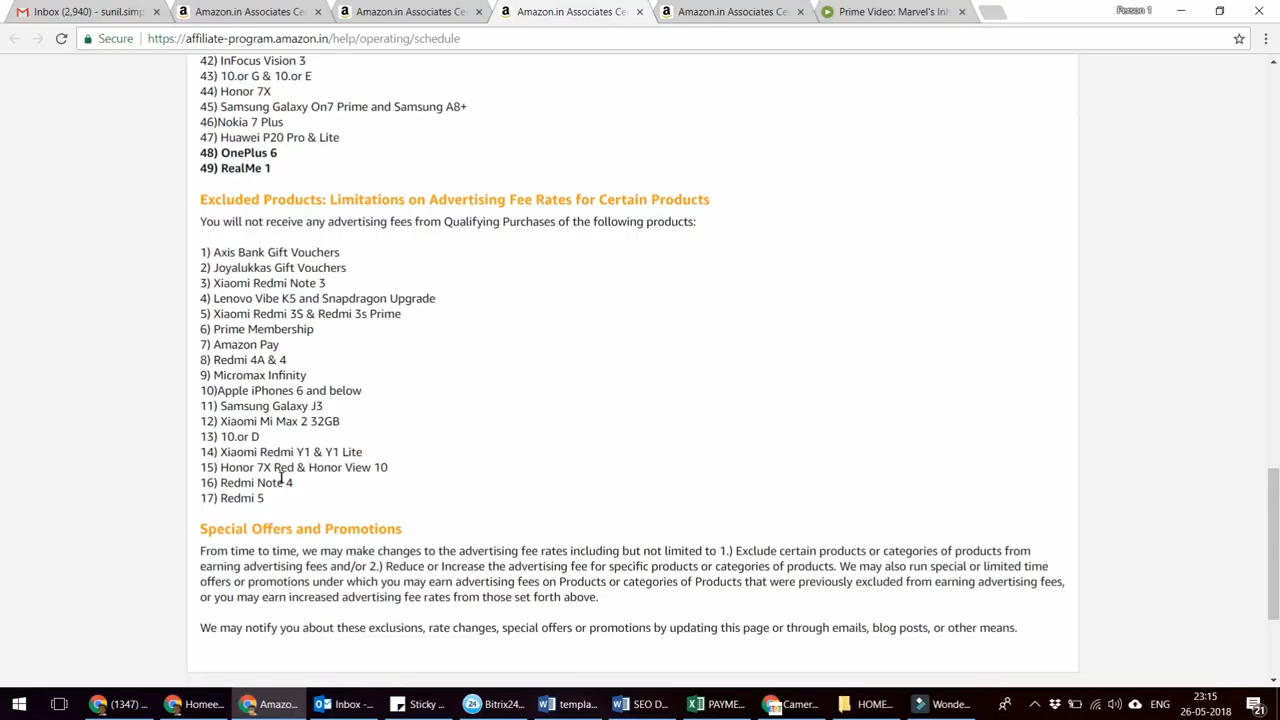 Inbox (2,940) - sunil.simp
Amazon.in Associates Ce
Amazon.in Associates Ce
Amazon.in Associates Ce
Amazon.in Associates Ce
Prime Video: Marvel's Inh
Person 1
Secure
https://affiliate-program.amazon.in/help/operating/schedule
42) InFocus Vision 3
43) 10.or G & 10.or E
44) Honor 7X
45) Samsung Galaxy On7 Prime and Samsung A8+
46)Nokia 7 Plus
47) Huawei P20 Pro & Lite
48) OnePlus 6
49) RealMe 1
Excluded Products: Limitations on Advertising Fee Rates for Certain Products
You will not receive any advertising fees from Qualifying Purchases of the following products:
1) Axis Bank Gift Vouchers
2) Joyalukkas Gift Vouchers
3) Xiaomi Redmi Note 3
4) Lenovo Vibe K5 and Snapdragon Upgrade
5) Xiaomi Redmi 3S & Redmi 3s Prime
6) Prime Membership
7) Amazon Pay
8) Redmi 4A & 4
9) Micromax Infinity
10)Apple iPhones 6 and below
11) Samsung Galaxy J3
12) Xiaomi Mi Max 2 32GB
13) 10.or D
14) Xiaomi Redmi Y1 & Y1 Lite
15) Honor 7X Red & Honor View 10
16) Redmi Note 4
17) Redmi 5
Special Offers and Promotions
From time to time, we may make changes to the advertising fee rates including but not limited to 1.) Exclude certain products or categories of products from
earning advertising fees and/or 2.) Reduce or Increase the advertising fee for specific products or categories of products. We may also run special or limited time
offers or promotions under which you may earn advertising fees on Products or categories of Products that were previously excluded from earning advertising fees,
or you may earn increased advertising fee rates from those set forth above.
We may notify you about these exclusions, rate changes, special offers or promotions by updating this page or through emails, blog posts, or other means.
(1347) ...
Homee...
Amazo...
Inbox -...
Sticky ...
Bitrix24...
templa...
SEO D...
PAYME...
Camer...
HOME...
Wonde...
ENG
23:15
26-05-2018
21